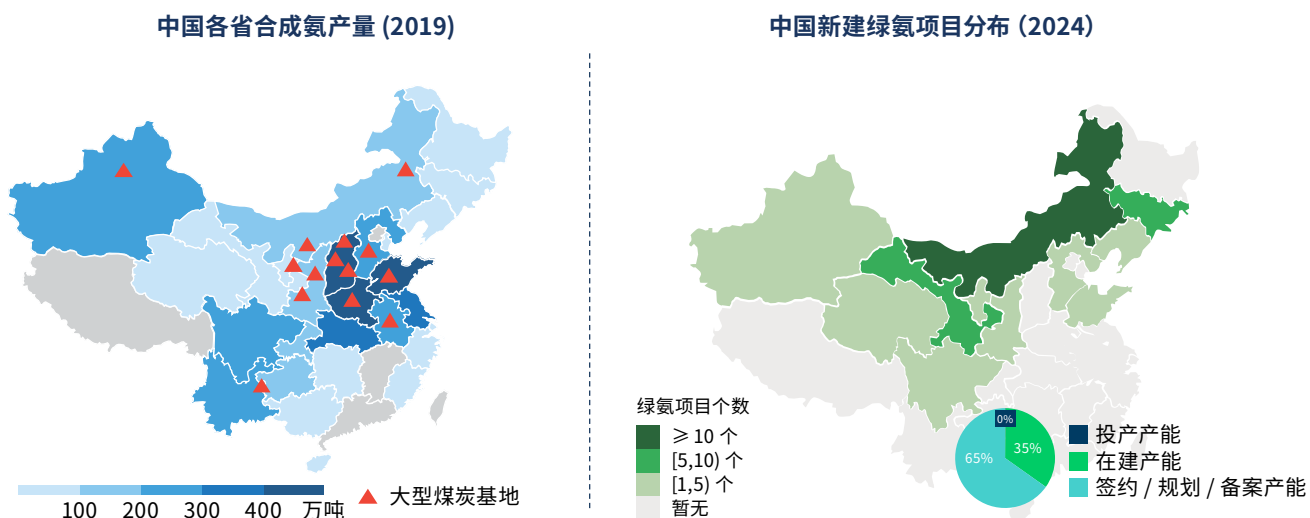 中国各省合成氨产量 (2019)
100 200 300 400 万吨
大型煤炭基地
中国新建绿氨项目分布（2024）
绿氨项目个数
≥ 10 个
[5,10) 个
[1,5) 个
暂无
0%
35%
65%
投产产能
在建产能
签约 / 规划 / 备案产能